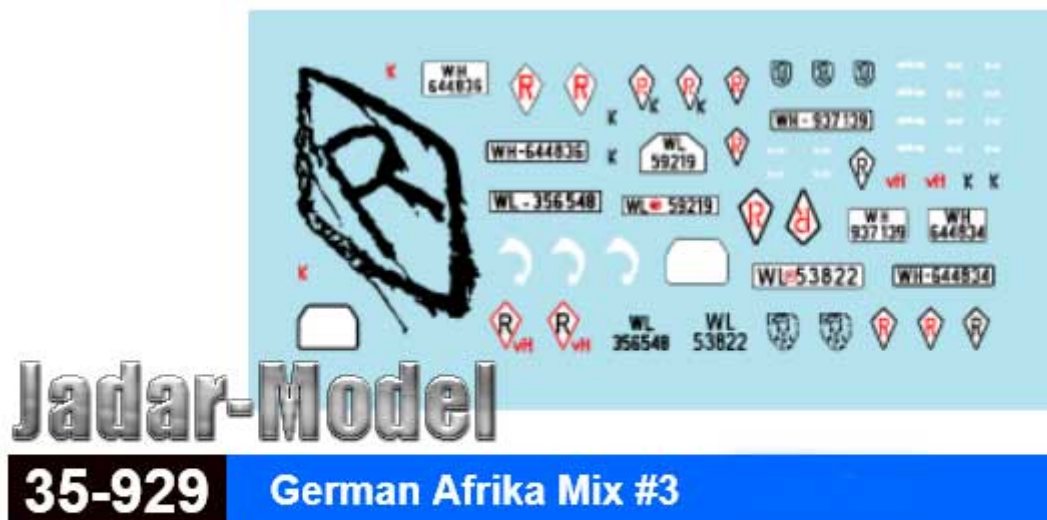 K
WH
644836
R
R
R
K
R
K
R
K
WH-937139
WH-644836
K
WL
59219
R
R
vH
vH
K
K
WL-356548
WL 59219
R
R
WH
937139
WH
644834
K
WL 53822
WH-644834
R
vH
R
vH
WL
356548
WL
53822
R
R
R
Jadar-Model
35-929
German Afrika Mix #3